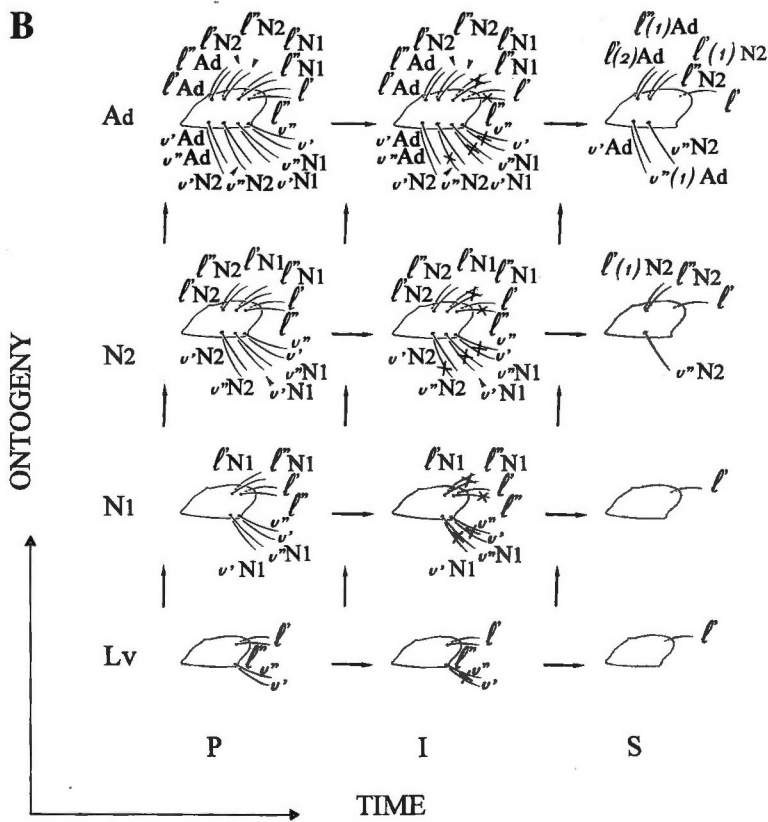 B
l''N2
l'N2 l'N1
l''Ad l''N1
l'Ad l'
l''
Ad
v''
v'Ad v'
v''Ad v''N1
v'N2 v''N2 v'N1
l''N2
l'N2 l'N1
l''Ad l''N1
l'Ad l'
l''
v''
v'Ad v'
v''Ad v''N1
v'N2 v''N2 v'N1
l''(1)Ad
l'(2)Ad l'(1)N2
l''N2
l'
v'Ad v''N2
v''(1)Ad
l''N2 l'N1 l''N1
l'N2 l'
l''
N2
v''
v'N2 v'
v''N1
v''N2 v'N1
l''N2 l'N1 l''N1
l'N2 l'
l''
v''
v'N2 v'
v''N1
v''N2 v'N1
l'(1)N2 l''N2
l'
v''N2
ONTOGENY
l'N1 l''N1
l'
l''
N1
v''
v'
v''N1
v'N1
l'N1 l''N1
l'
l''
v''
v'
v''N1
v'N1
l'
Lv
l'
l''
v''
v'
l'
l''
v''
v'
l'
P I S
TIME